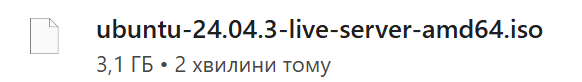 ubuntu-24.04.3-live-server-amd64.iso
3,1 ГБ • 2 хвилини тому